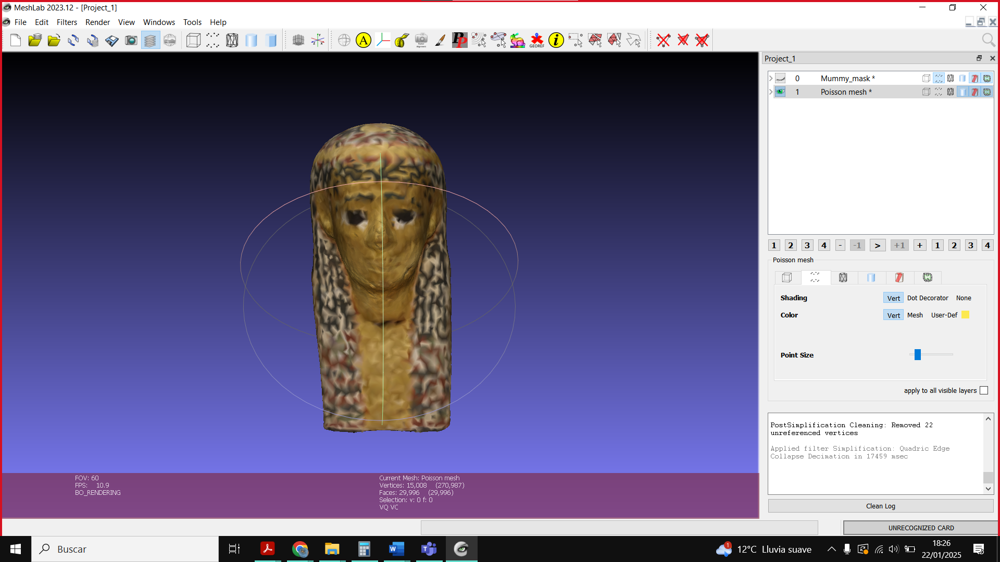 MeshLab 2023.12 - [Project_1]
File Edit Filters Render View Windows Tools Help
A
PP
GEOREF
i
Project_1
0 Mummy_mask *
1 Poisson mesh *
1 2 3 4 - -1 > +1 + 1 2 3 4
Poisson mesh
Shading Vert Dot Decorator None
Color Vert Mesh User-Def
Point Size
apply to all visible layers
PostSimplification Cleaning: Removed 22
unreferenced vertices
Applied filter Simplification: Quadric Edge
Collapse Decimation in 17459 msec
Clean Log
FOV: 60
FPS: 10.9
BO_RENDERING
Current Mesh: Poisson mesh
Vertices: 15,008 (270,987)
Faces: 29,996 (29,996)
Selection: v: 0 f: 0
VQ VC
UNRECOGNIZED CARD
Buscar
1
12°C Lluvia suave
18:26
22/01/2025